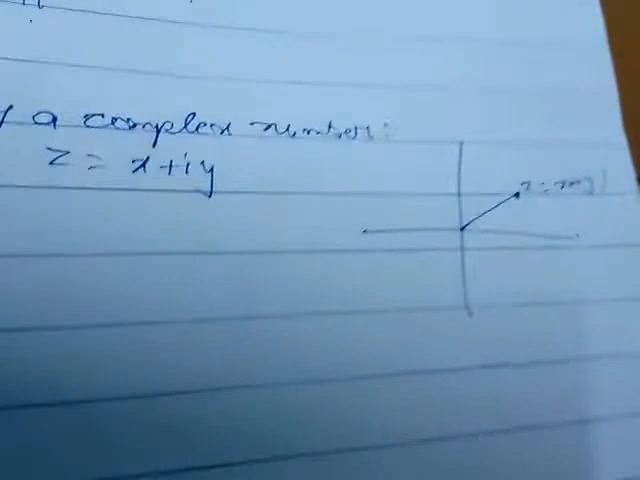 a complex number:
z = x+iy